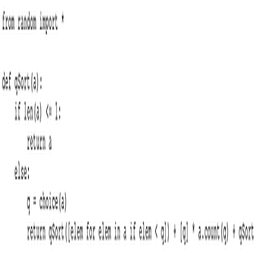 from random import *
def qSort(a):
if len(a) <= 1:
return a
else:
q = choice(a)
return qSort([elem for elem in a if elem < q]) + [q] * a.count(q) + qSort